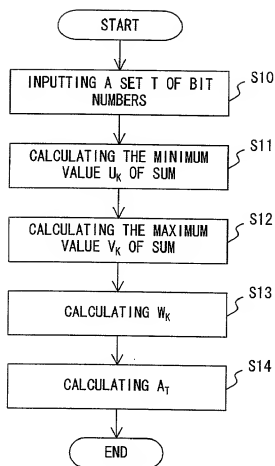 START
INPUTTING A SET T OF BIT
NUMBERS
S10
CALCULATING THE MINIMUM
VALUE UK OF SUM
S11
CALCULATING THE MAXIMUM
VALUE VK OF SUM
S12
CALCULATING WK
S13
CALCULATING AT
S14
END